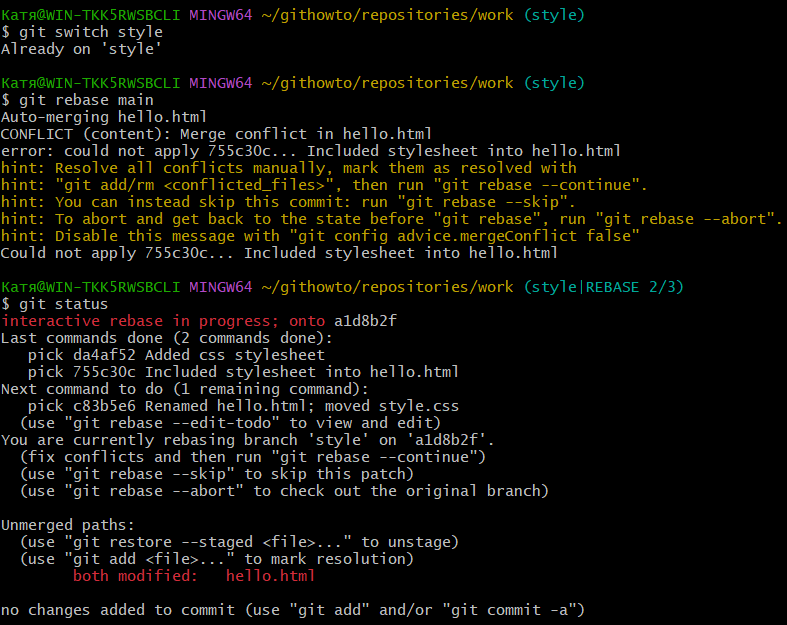 Катя@WIN-TKK5RWSBCLI MINGW64 ~/githowto/repositories/work (style)
$ git switch style
Already on 'style'

Катя@WIN-TKK5RWSBCLI MINGW64 ~/githowto/repositories/work (style)
$ git rebase main
Auto-merging hello.html
CONFLICT (content): Merge conflict in hello.html
error: could not apply 755c30c... Included stylesheet into hello.html
hint: Resolve all conflicts manually, mark them as resolved with
hint: "git add/rm <conflicted_files>", then run "git rebase --continue".
hint: You can instead skip this commit: run "git rebase --skip".
hint: To abort and get back to the state before "git rebase", run "git rebase --abort".
hint: Disable this message with "git config advice.mergeConflict false"
Could not apply 755c30c... Included stylesheet into hello.html

Катя@WIN-TKK5RWSBCLI MINGW64 ~/githowto/repositories/work (style|REBASE 2/3)
$ git status
interactive rebase in progress; onto a1d8b2f
Last commands done (2 commands done):
   pick da4af52 Added css stylesheet
   pick 755c30c Included stylesheet into hello.html
Next command to do (1 remaining command):
   pick c83b5e6 Renamed hello.html; moved style.css
  (use "git rebase --edit-todo" to view and edit)
You are currently rebasing branch 'style' on 'a1d8b2f'.
  (fix conflicts and then run "git rebase --continue")
  (use "git rebase --skip" to skip this patch)
  (use "git rebase --abort" to check out the original branch)

Unmerged paths:
  (use "git restore --staged <file>..." to unstage)
  (use "git add <file>..." to mark resolution)
        both modified:   hello.html

no changes added to commit (use "git add" and/or "git commit -a")